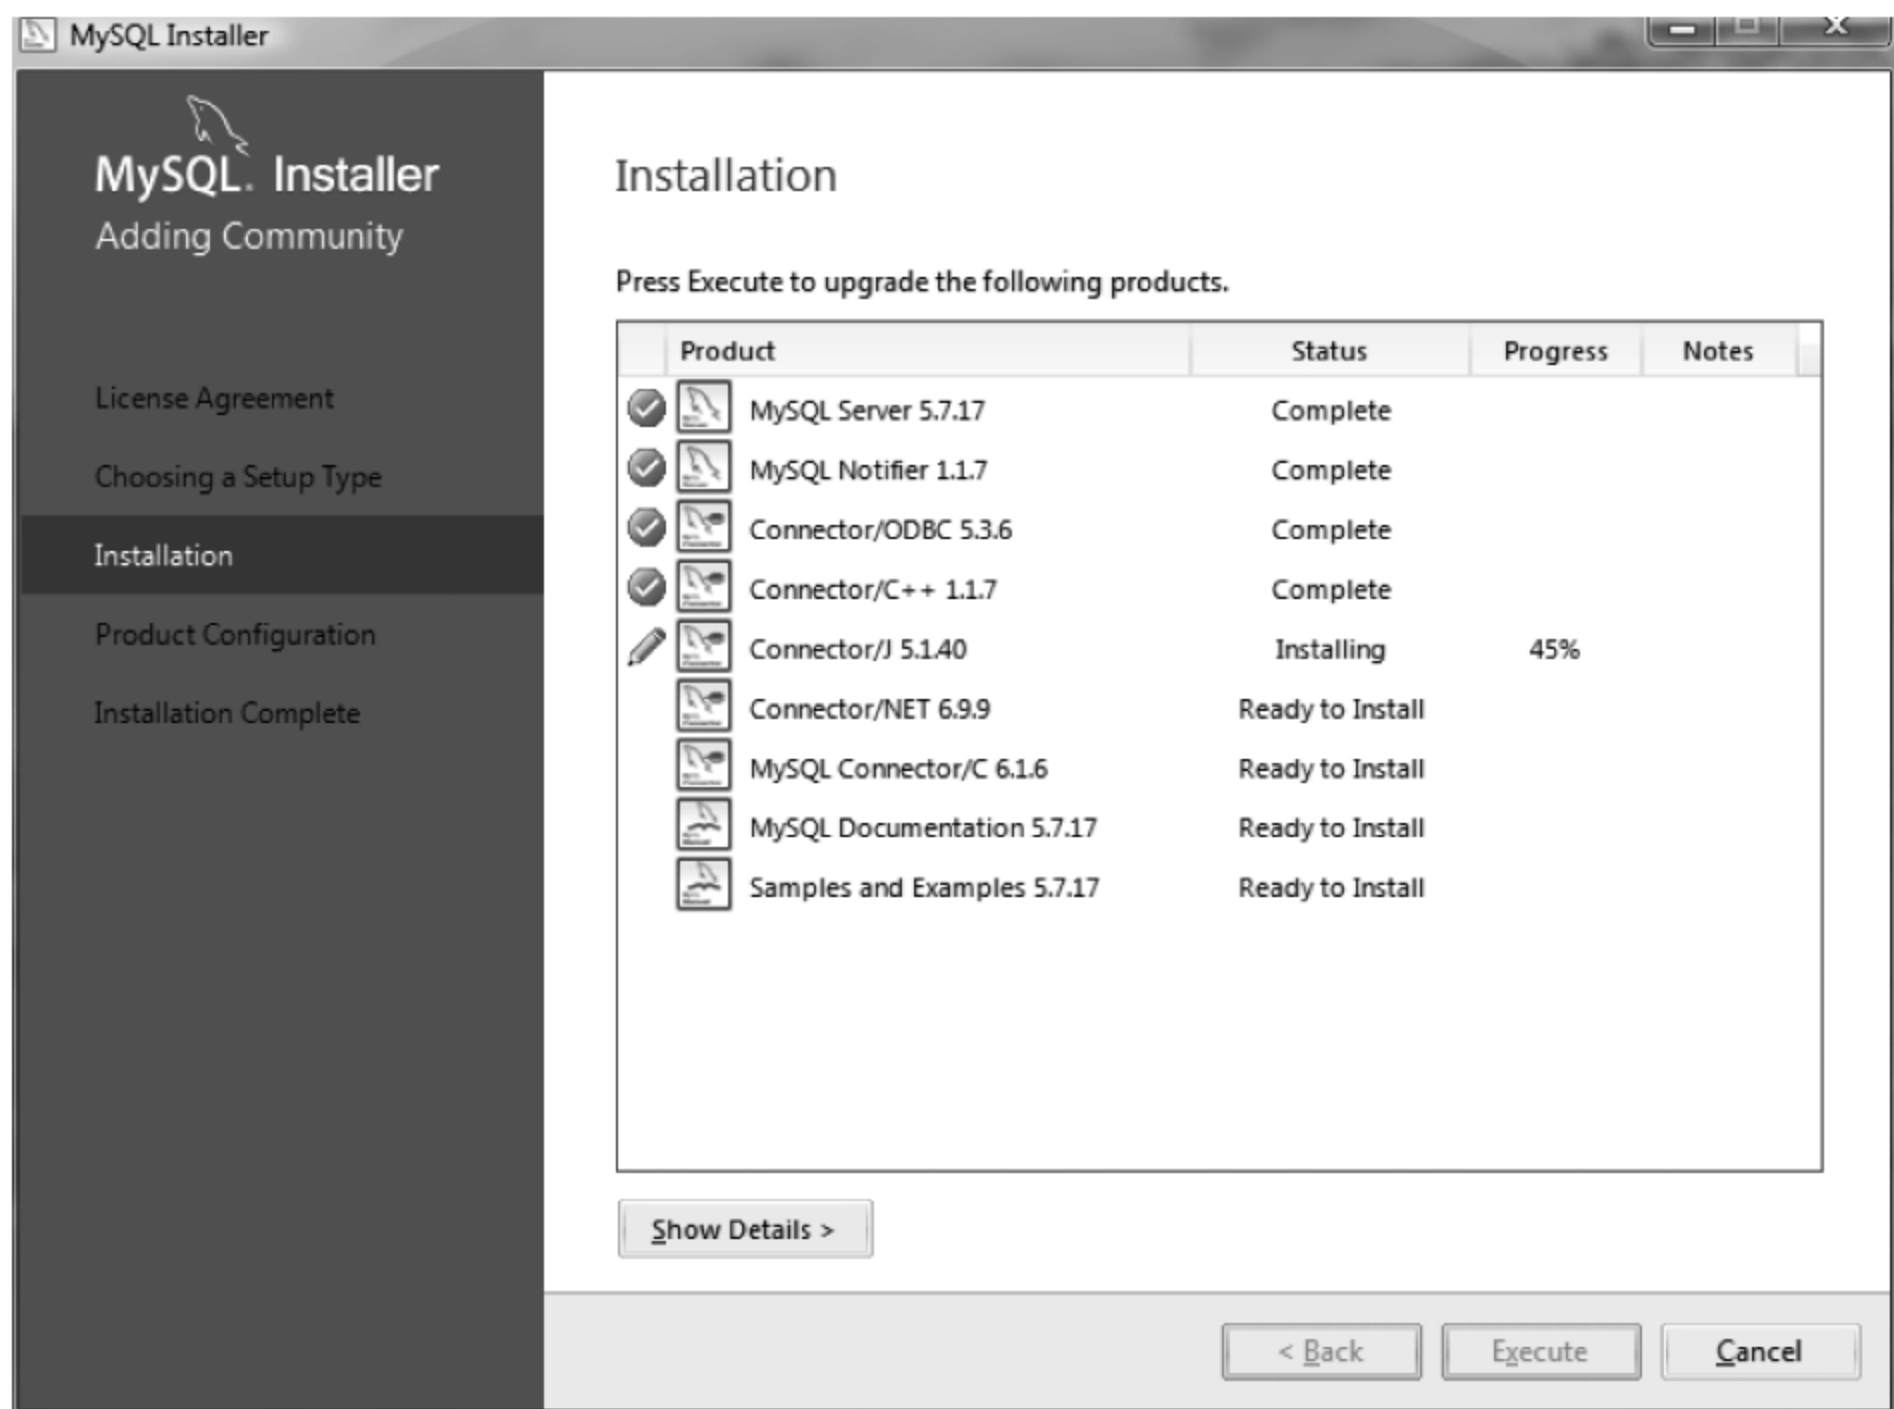 MySQL Installer
MySQL. Installer
Adding Community
License Agreement
Choosing a Setup Type
Installation
Product Configuration
Installation Complete
Installation
Press Execute to upgrade the following products.
Product Status Progress Notes
MySQL Server 5.7.17 Complete
MySQL Notifier 1.1.7 Complete
Connector/ODBC 5.3.6 Complete
Connector/C++ 1.1.7 Complete
Connector/J 5.1.40 Installing 45%
Connector/NET 6.9.9 Ready to Install
MySQL Connector/C 6.1.6 Ready to Install
MySQL Documentation 5.7.17 Ready to Install
Samples and Examples 5.7.17 Ready to Install
Show Details >
< Back Execute Cancel